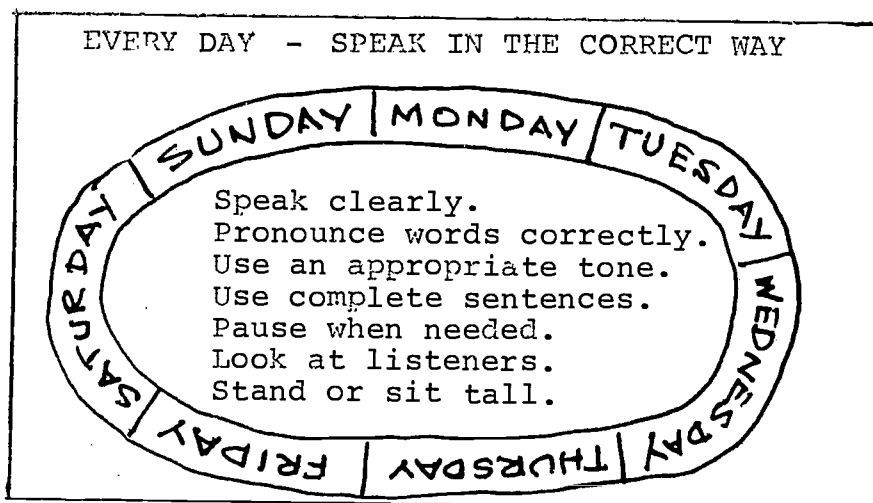 EVERY DAY - SPEAK IN THE CORRECT WAY
SUNDAY
MONDAY
TUESDAY
WEDNESDAY
THURSDAY
FRIDAY
SATURDAY
Speak clearly.
Pronounce words correctly.
Use an appropriate tone.
Use complete sentences.
Pause when needed.
Look at listeners.
Stand or sit tall.